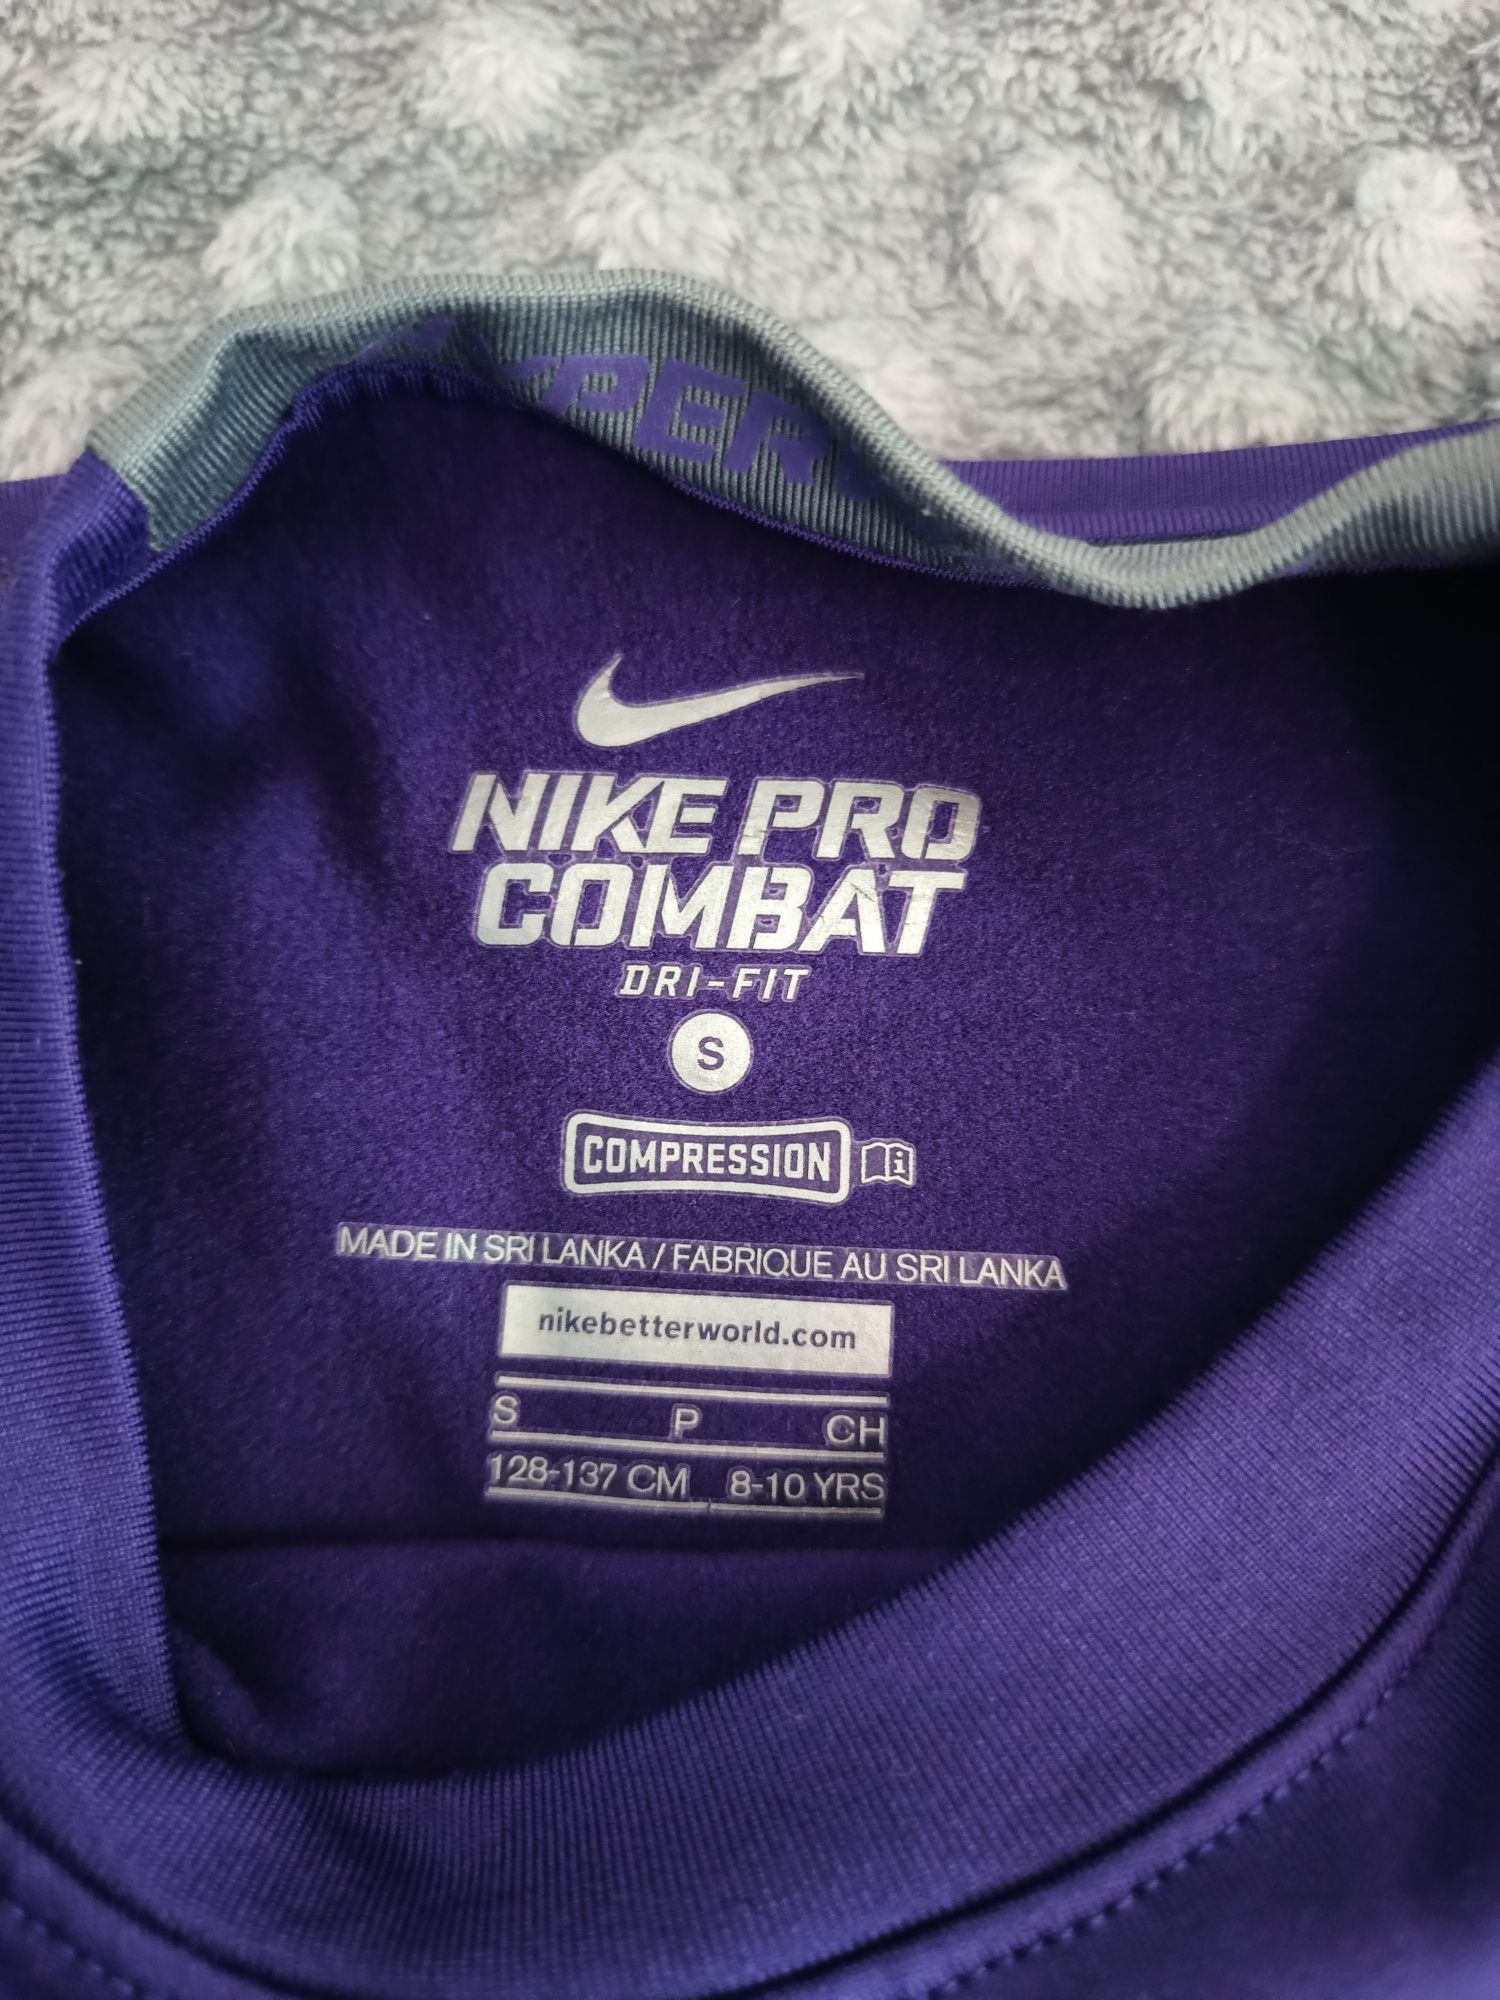 NIKE PRO
COMBAT
DRI-FIT
S
COMPRESSION
MADE IN SRI LANKA / FABRIQUE AU SRI LANKA
nikebetterworld.com
S P CH
128-137 CM 8-10 YRS